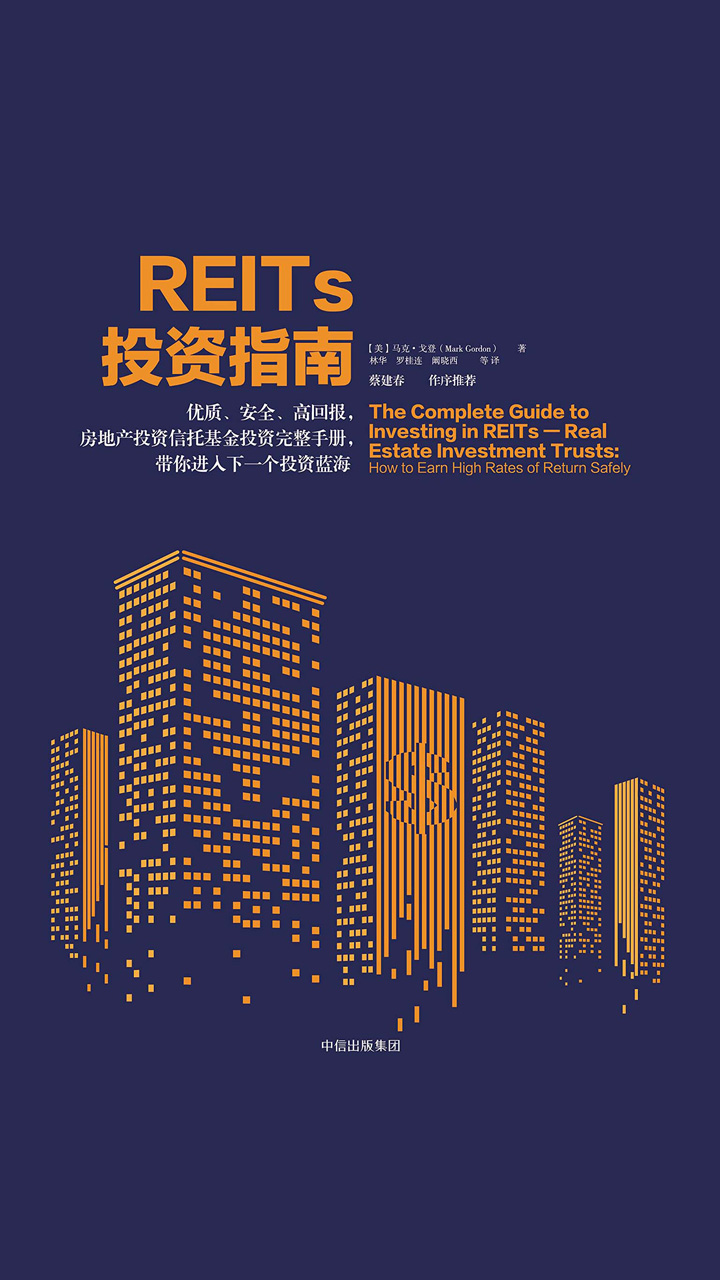 REITs
投资指南
【美】马克·戈登（Mark Gordon） 著
林华 罗桂连 阚晓西 等 译
蔡建春 作序推荐
优质、安全、高回报，
房地产投资信托基金投资完整手册，
带你进入下一个投资蓝海
The Complete Guide to
Investing in REITs — Real
Estate Investment Trusts:
How to Earn High Rates of Return Safely
$
中信出版集团